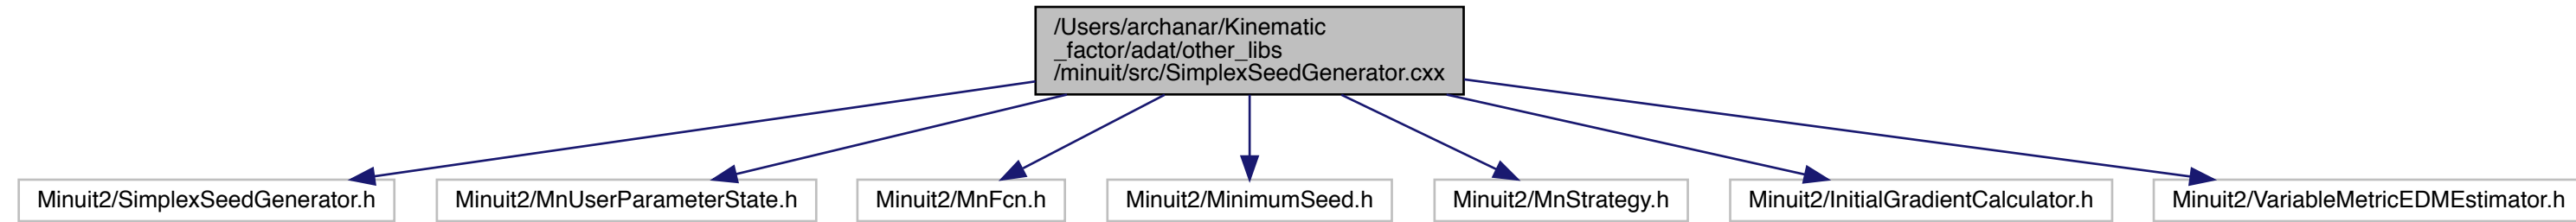 /Users/archanar/Kinematic
_factor/adat/other_libs
/minuit/src/SimplexSeedGenerator.cxx
Minuit2/SimplexSeedGenerator.h
Minuit2/MnUserParameterState.h
Minuit2/MnFcn.h
Minuit2/MinimumSeed.h
Minuit2/MnStrategy.h
Minuit2/InitialGradientCalculator.h
Minuit2/VariableMetricEDMEstimator.h